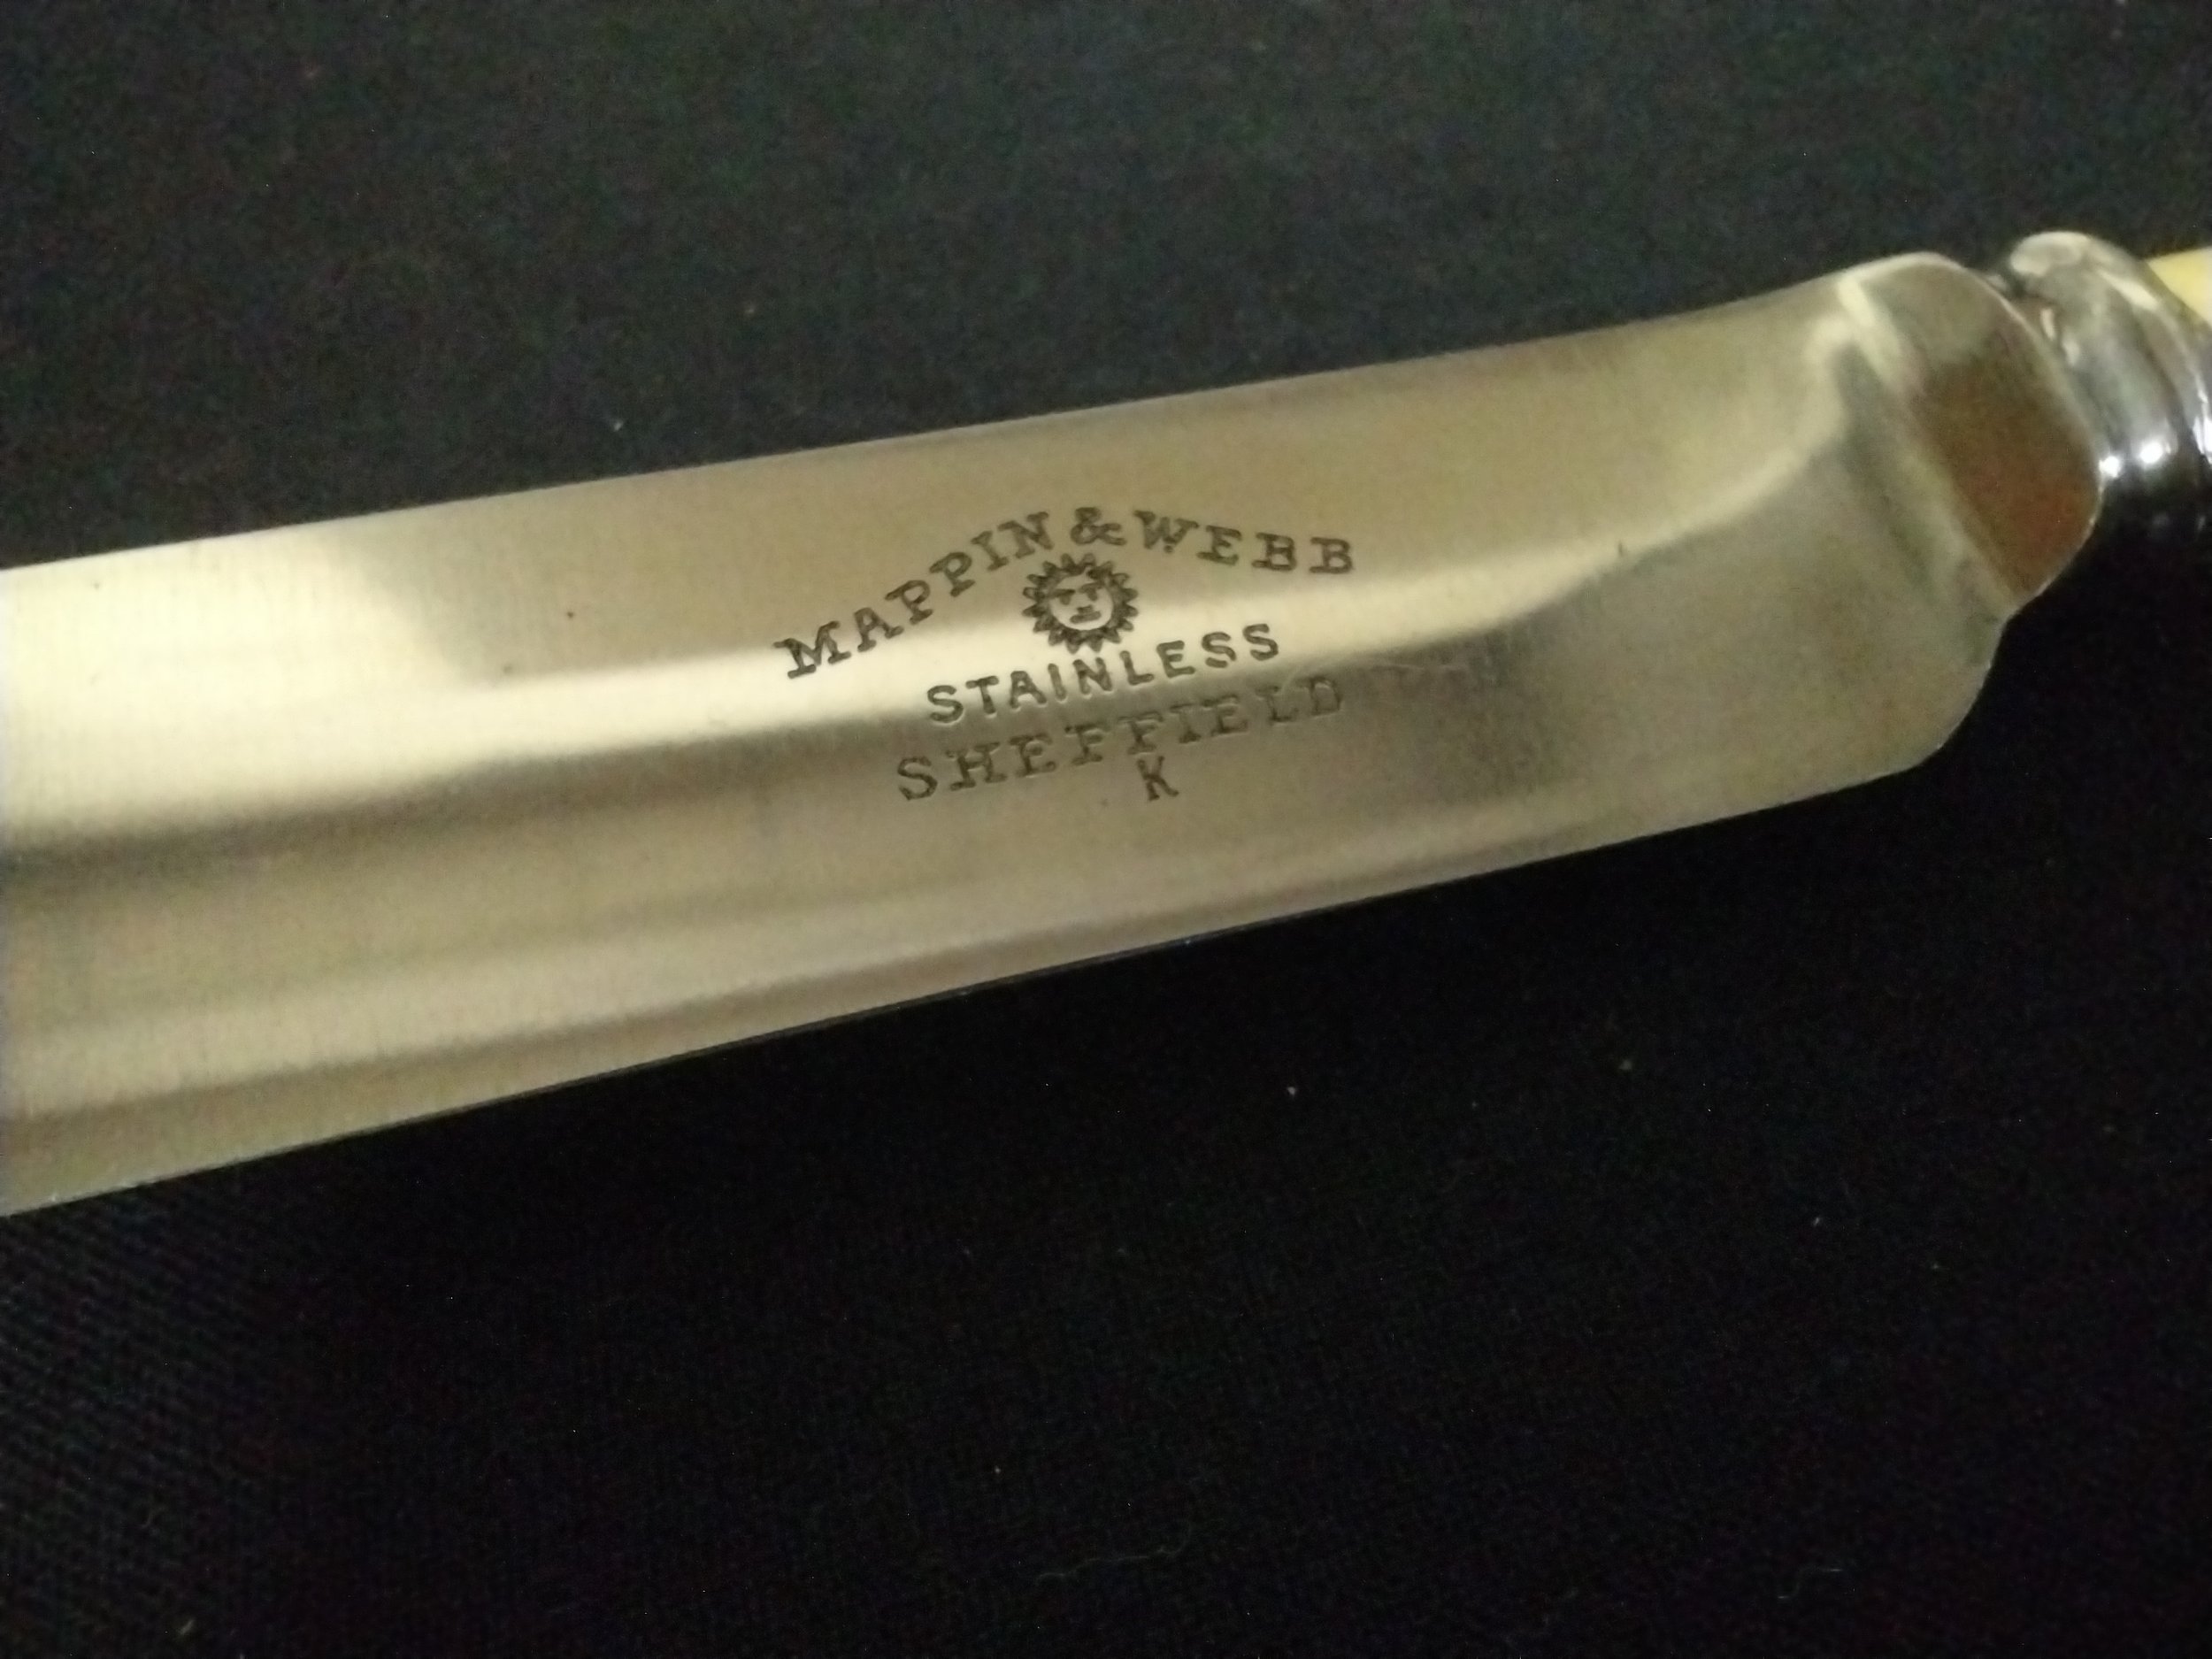 MAPPIN & WEBB
STAINLESS
SHEFFIELD
K